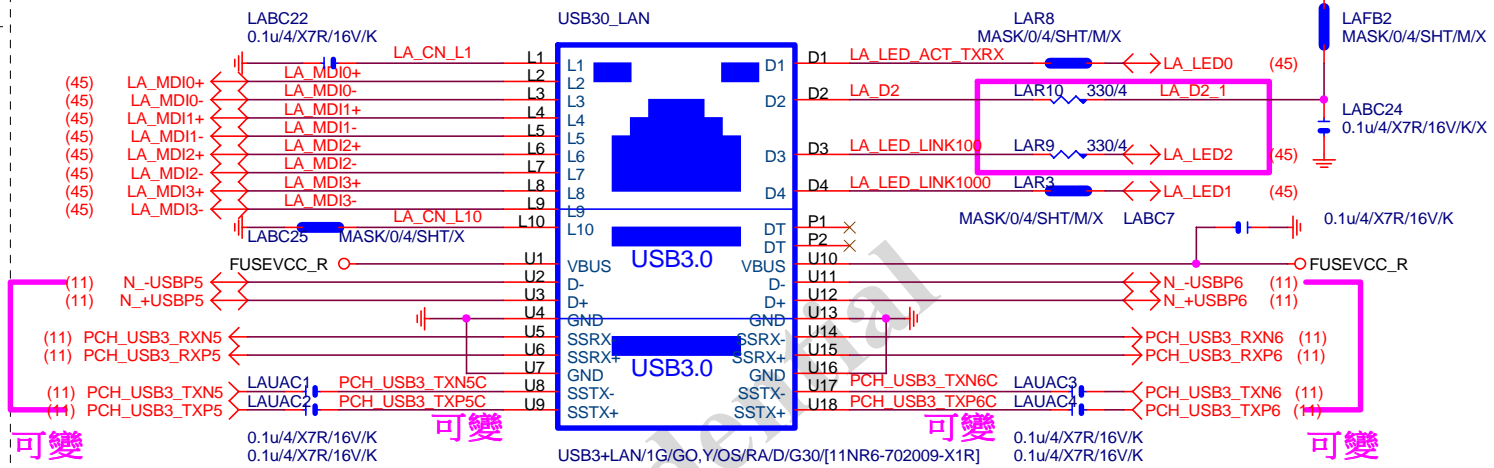 LABC22
0.1u/4/X7R/16V/K
USB30_LAN
LAR8
MASK/0/4/SHT/M/X
LAFB2
MASK/0/4/SHT/M/X
LA_CN_L1 L1 L1 D1 D1 LA_LED_ACT_TXRX LA_LED0 (45)
(45) LA_MDI0+ LA_MDI0+ L2 L2
(45) LA_MDI0- LA_MDI0- L3 L3 D2 D2 LA_D2 LAR10 330/4 LA_D2_1
(45) LA_MDI1+ LA_MDI1+ L4 L4
LABC24
0.1u/4/X7R/16V/K/X
(45) LA_MDI1- LA_MDI1- L5 L5
(45) LA_MDI2+ LA_MDI2+ L6 L6 D3 D3 LA_LED_LINK100 LAR9 330/4 LA_LED2 (45)
(45) LA_MDI2- LA_MDI2- L7 L7
(45) LA_MDI3+ LA_MDI3+ L8 L8 D4 D4 LA_LED_LINK1000 LAR3 LA_LED1 (45)
(45) LA_MDI3- LA_MDI3- L9 L9
LA_CN_L10 L10 L10 DT P1
MASK/0/4/SHT/M/X LABC7 0.1u/4/X7R/16V/K
LABC25 MASK/0/4/SHT/X
DT P2
FUSEVCC_R U1 VBUS USB3.0 VBUS U10 FUSEVCC_R
(11) N_-USBP5 U2 D- D- U11 N_-USBP6 (11)
(11) N_+USBP5 U3 D+ D+ U12 N_+USBP6 (11)
U4 GND GND U13
(11) PCH_USB3_RXN5 U5 SSRX- SSRX- U14 PCH_USB3_RXN6 (11)
(11) PCH_USB3_RXP5 U6 SSRX+ SSRX+ U15 PCH_USB3_RXP6 (11)
U7 GND USB3.0 GND U16
(11) PCH_USB3_TXN5 LAUAC1 PCH_USB3_TXN5C U8 SSTX- SSTX- U17 PCH_USB3_TXN6C LAUAC3 PCH_USB3_TXN6 (11)
(11) PCH_USB3_TXP5 LAUAC2 PCH_USB3_TXP5C U9 SSTX+ SSTX+ U18 PCH_USB3_TXP6C LAUAC4 PCH_USB3_TXP6 (11)
可變 可變 可變 可變
0.1u/4/X7R/16V/K
0.1u/4/X7R/16V/K
0.1u/4/X7R/16V/K
0.1u/4/X7R/16V/K
USB3+LAN/1G/GO,Y/OS/RA/D/G30/[11NR6-702009-X1R]
dential